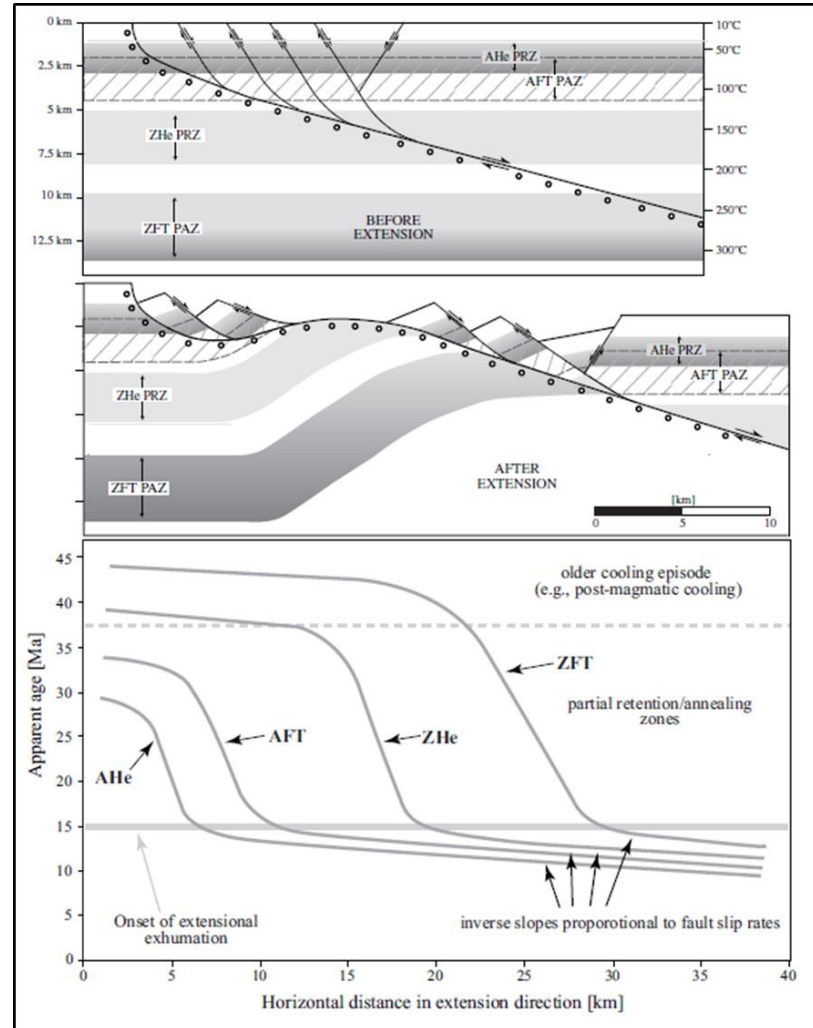 0 km
10°C
AHe PRZ
50°C
2.5 km
AFT PAZ
100°C
5 km
ZHe PRZ
150°C
7.5 km
200°C
10 km
BEFORE
EXTENSION
250°C
ZFT PAZ
12.5 km
300°C
AHe PRZ
AFT PAZ
ZHe PRZ
ZFT PAZ
AFTER
EXTENSION
[km]
0 5 10
45
older cooling episode
(e.g., post-magmatic cooling)
40
35
ZFT
partial retention/annealing
zones
30
AFT
ZHe
25
AHe
20
15
10
Onset of extensional
exhumation
inverse slopes proporotional to fault slip rates
5
0
Apparent age [Ma]
0 5 10 15 20 25 30 35 40
Horizontal distance in extension direction [km]